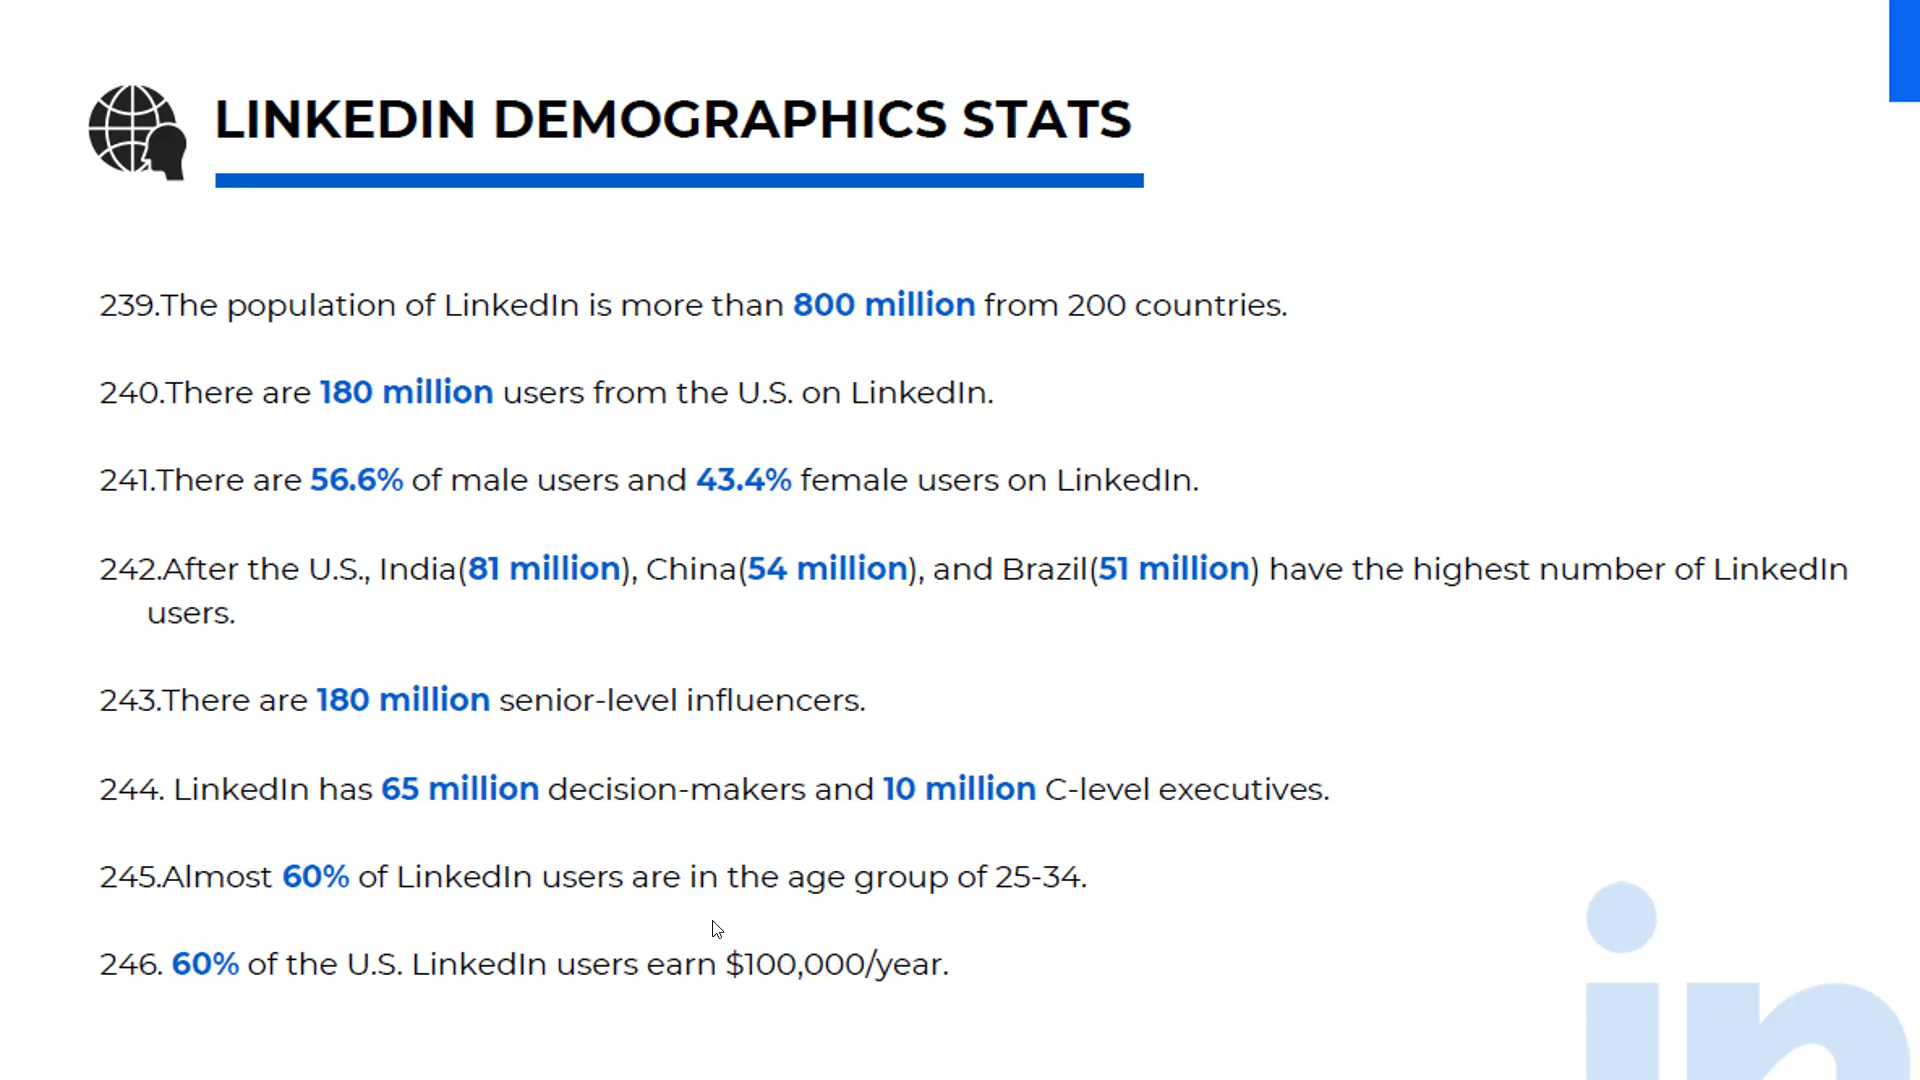 LINKEDIN DEMOGRAPHICS STATS
239.The population of LinkedIn is more than 800 million from 200 countries.
240.There are 180 million users from the U.S. on LinkedIn.
241.There are 56.6% of male users and 43.4% female users on LinkedIn.
242.After the U.S., India(81 million), China(54 million), and Brazil(51 million) have the highest number of LinkedIn
users.
243.There are 180 million senior-level influencers.
244. LinkedIn has 65 million decision-makers and 10 million C-level executives.
245.Almost 60% of LinkedIn users are in the age group of 25-34.
246. 60% of the U.S. LinkedIn users earn $100,000/year.
in